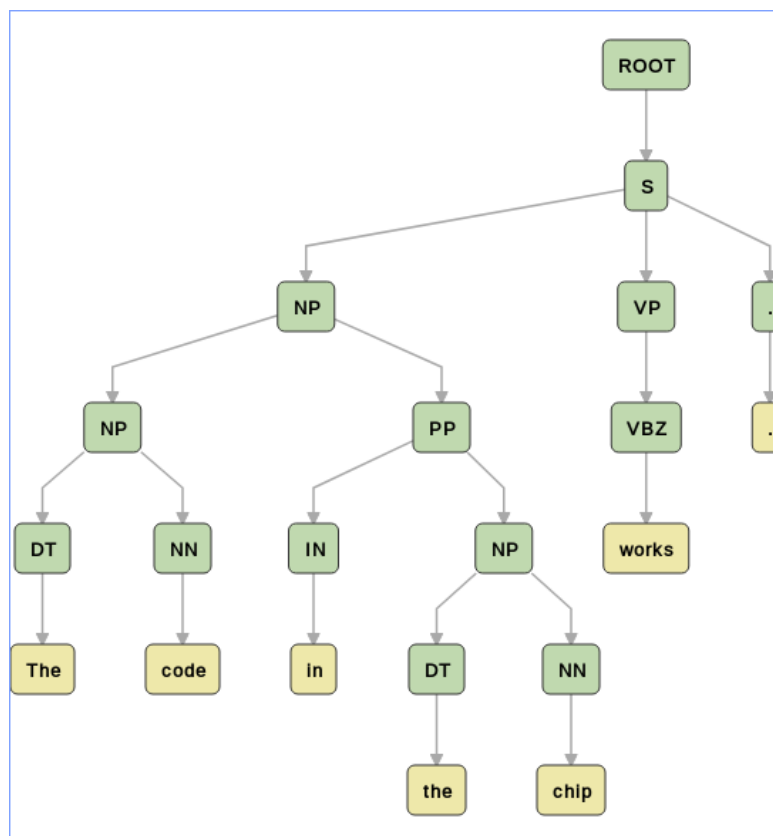 ROOT
S
NP VP .
NP PP VBZ .
DT NN IN NP works
The code in DT NN
the chip